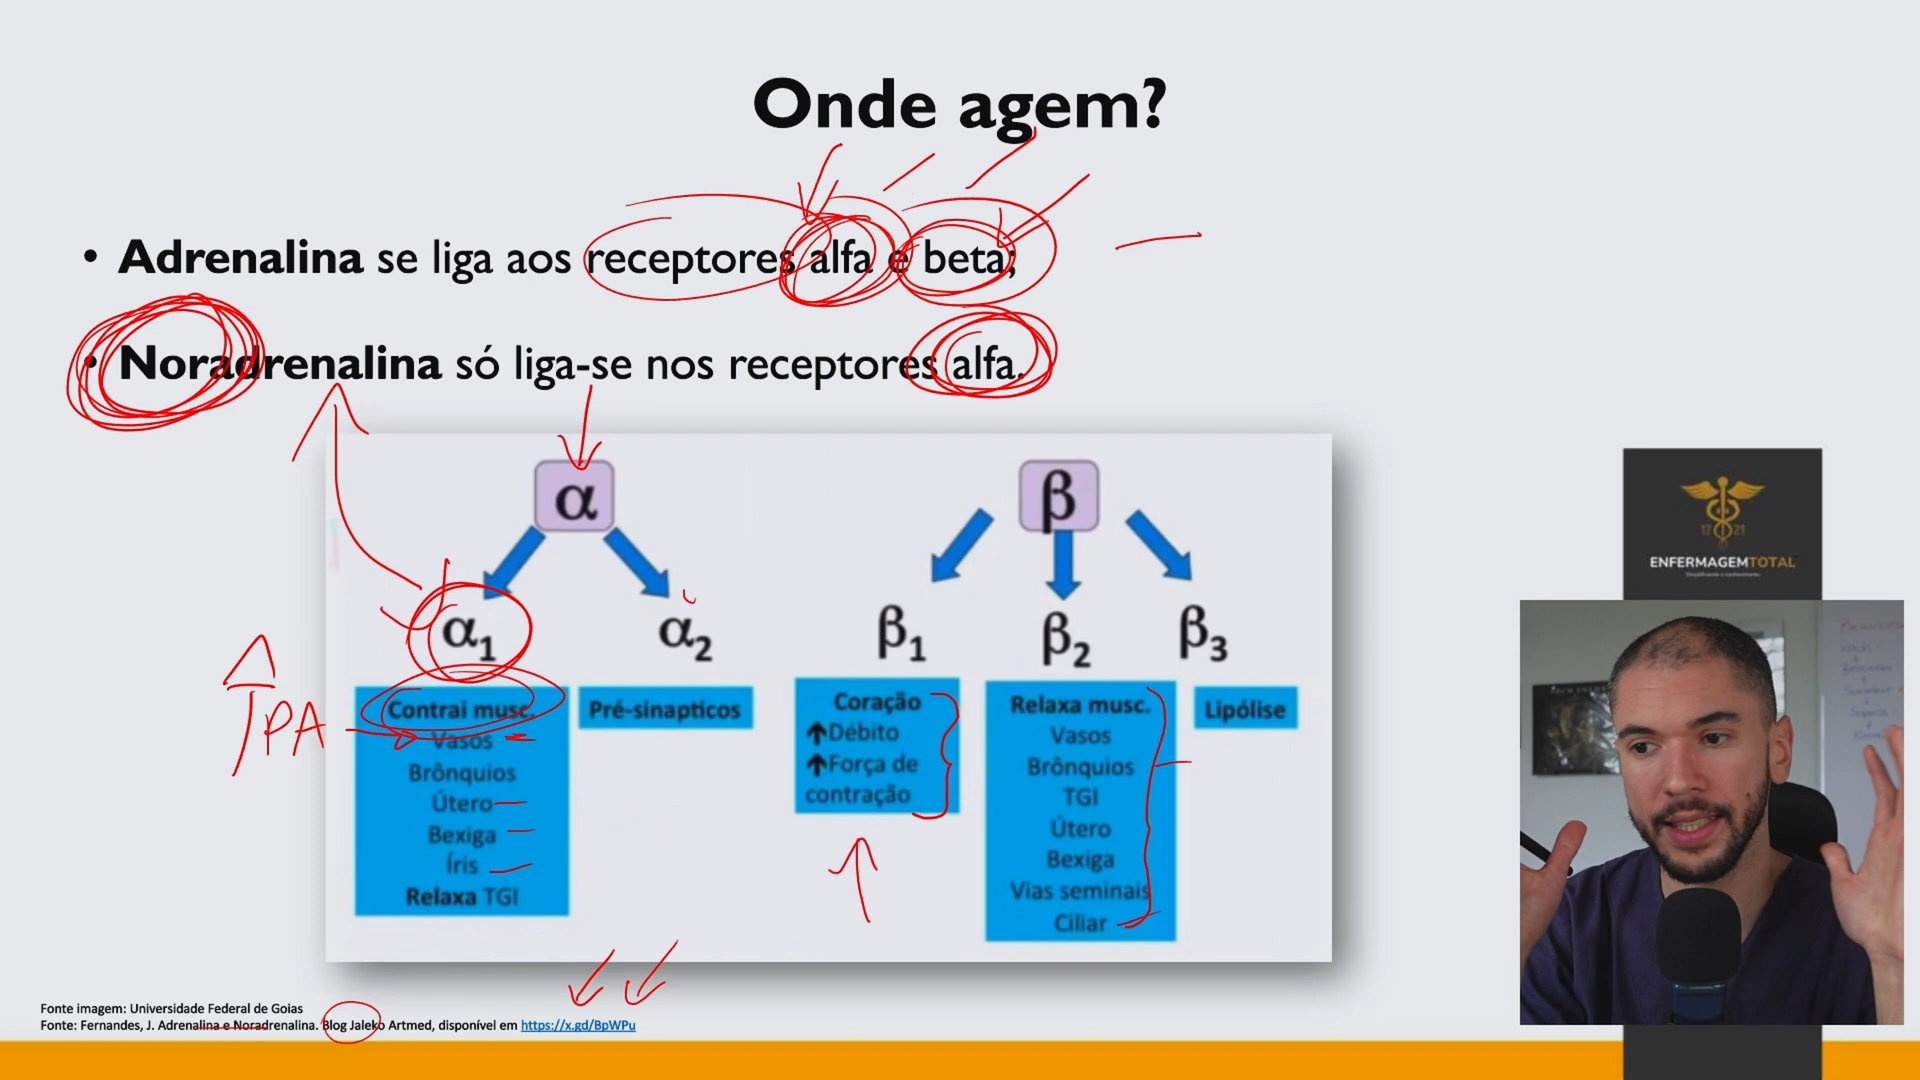 Onde agem?
• Adrenalina se liga aos receptores alfa e beta;
• Noradrenalina só liga-se nos receptores alfa.
α
β
α1
α2
β1
β2
β3
Contrai musc.
Vasos
Brônquios
Útero
Bexiga
Íris
Relaxa TGI
Pré-sinapticos
Coração
↑Débito
↑Força de
contração
Relaxa musc.
Vasos
Brônquios
TGI
Útero
Bexiga
Vias seminais
Ciliar
Lipólise
↑PA
17 21
ENFERMAGEMTOTAL
Fonte imagem: Universidade Federal de Goias
Fonte: Fernandes, J. Adrenalina e Noradrenalina. Blog Jaleko Artmed, disponível em https://x.gd/BpWPu